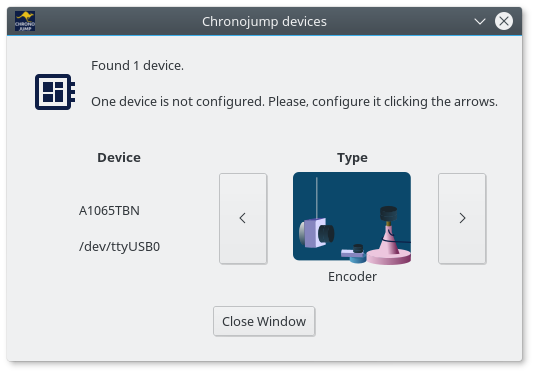 CHRONO
JUMP
Chronojump devices
Found 1 device.
One device is not configured. Please, configure it clicking the arrows.
Device
Type
A1065TBN
/dev/ttyUSB0
Encoder
Close Window